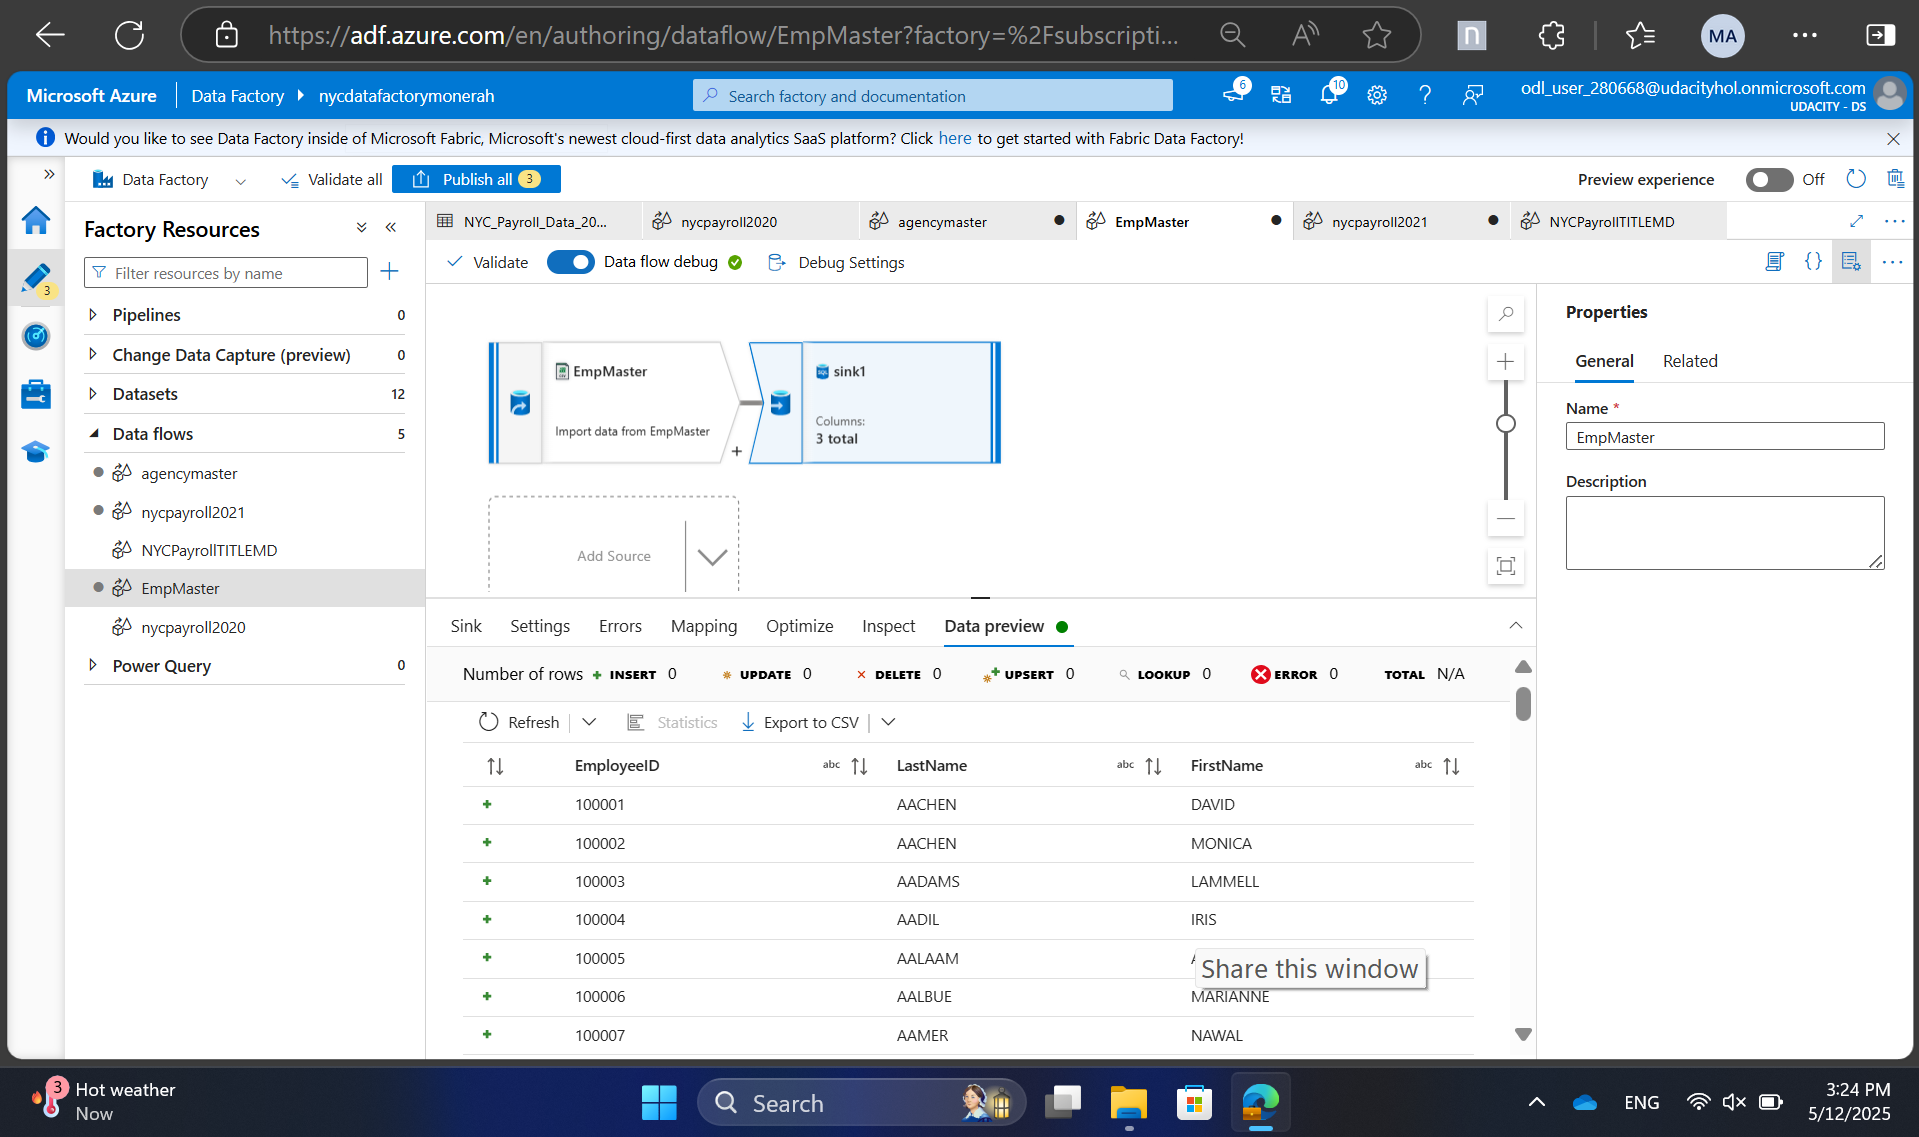 https://adf.azure.com/en/authoring/dataflow/EmpMaster?factory=%2Fsubscripti...
n
MA
Microsoft Azure
Data Factory
nycdatafactorymonerah
Search factory and documentation
6
10
odl_user_280668@udacityhol.onmicrosoft.com
UDACITY - DS
Would you like to see Data Factory inside of Microsoft Fabric, Microsoft's newest cloud-first data analytics SaaS platform? Click here to get started with Fabric Data Factory!
Data Factory
Validate all
Publish all 3
Preview experience
Off
3
Factory Resources
Filter resources by name
Pipelines 0
Change Data Capture (preview) 0
Datasets 12
Data flows 5
agencymaster
nycpayroll2021
NYCPayrollTITLEMD
EmpMaster
nycpayroll2020
Power Query 0
NYC_Payroll_Data_20...
nycpayroll2020
agencymaster
EmpMaster
nycpayroll2021
NYCPayrollTITLEMD
Validate
Data flow debug
Debug Settings
EmpMaster
Import data from EmpMaster
+
sink1
Columns:
3 total
Add Source
Properties
General
Related
Name *
EmpMaster
Description
Sink
Settings
Errors
Mapping
Optimize
Inspect
Data preview
Number of rows
INSERT 0
UPDATE 0
DELETE 0
UPSERT 0
LOOKUP 0
ERROR 0
TOTAL N/A
Refresh
Statistics
Export to CSV
EmployeeID abc LastName abc FirstName abc
100001 AACHEN DAVID
100002 AACHEN MONICA
100003 AADAMS LAMMELL
100004 AADIL IRIS
100005 AALAAM
Share this window
100006 AALBUE MARIANNE
100007 AAMER NAWAL
3
Hot weather
Now
Search
ENG
3:24 PM
5/12/2025